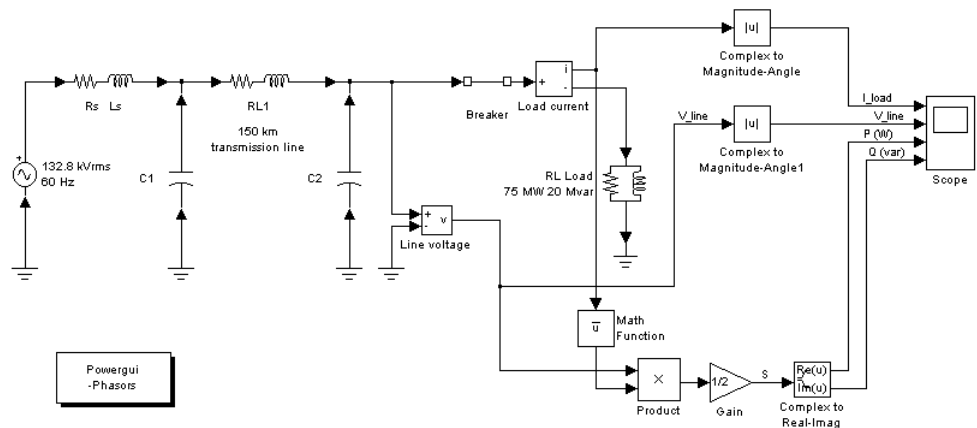 |u|
Complex to
Magnitude-Angle
i
+
-
Load current
Breaker
Rs Ls
RL1
150 km
transmission line
+
132.8 kVrms
60 Hz
C1
C2
RL Load
75 MW 20 Mvar
V_line
|u|
Complex to
Magnitude-Angle1
I_load
V_line
P (W)
Q (var)
Scope
+
-
v
Line voltage
u
Math
Function
Powergui
-Phasors
×
Product
1/2
Gain
S
Re(u)
Im(u)
Complex to
Real-Imag